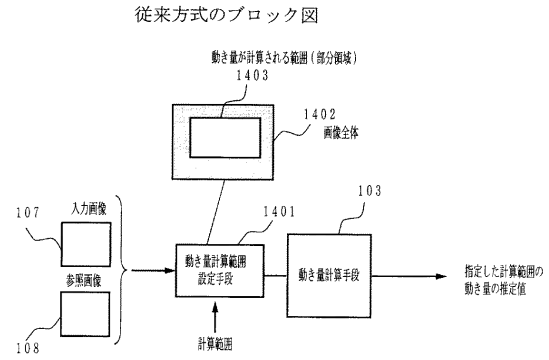 従来方式のブロック図
動き量が計算される範囲(部分領域)
1403
1402
画像全体
107
入力画像
参照画像
108
1401
動き量計算範囲
設定手段
計算範囲
103
動き量計算手段
指定した計算範囲の
動き量の推定値